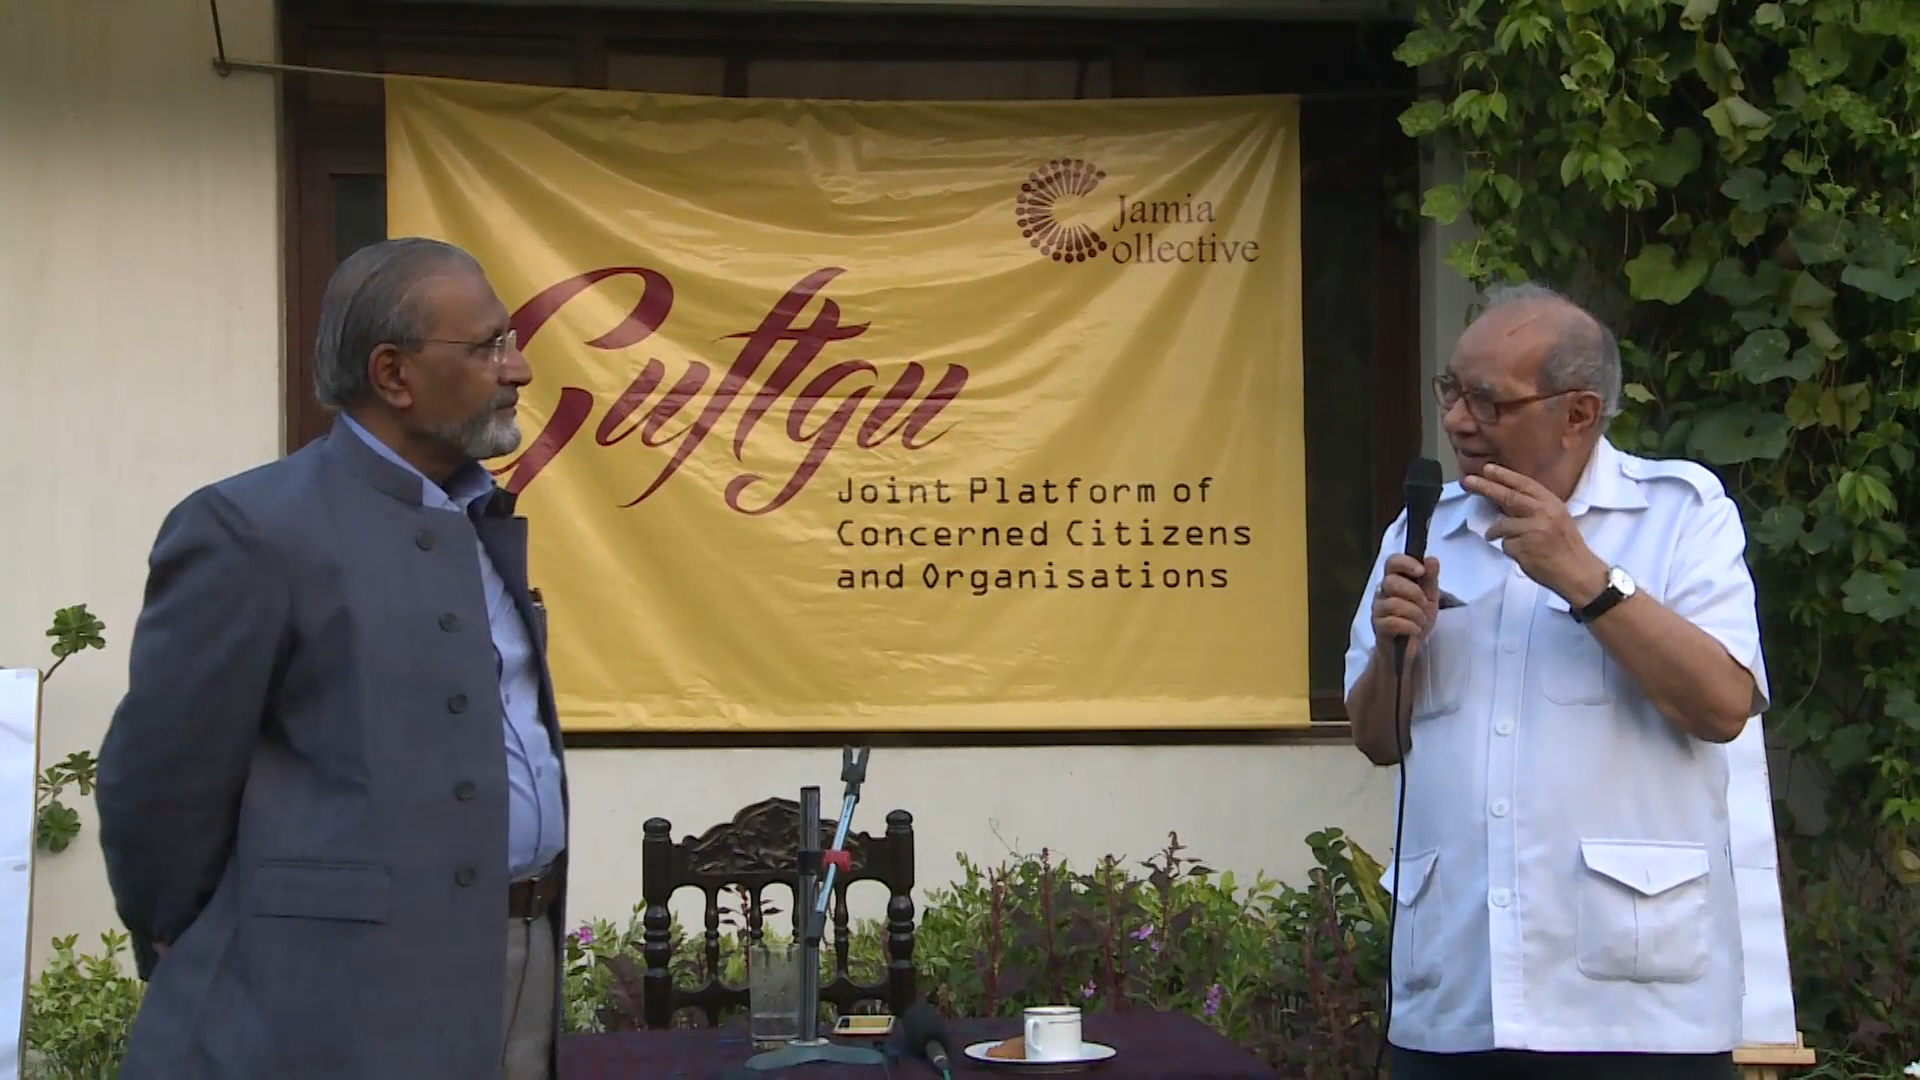 Jamia
Collective
Guftgu
Joint Platform of
Concerned Citizens
and Organisations